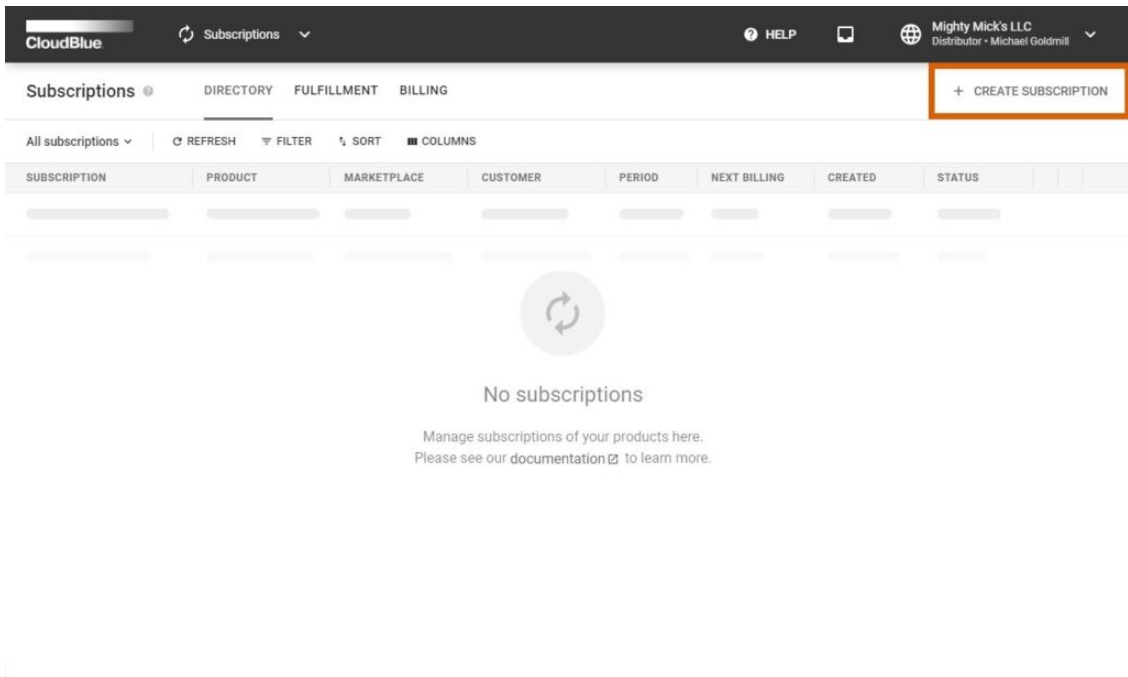 CloudBlue Subscriptions HELP Mighty Mick's LLC
Distributor • Michael Goldmill
Subscriptions DIRECTORY FULFILLMENT BILLING + CREATE SUBSCRIPTION
All subscriptions REFRESH FILTER SORT COLUMNS
SUBSCRIPTION PRODUCT MARKETPLACE CUSTOMER PERIOD NEXT BILLING CREATED STATUS
No subscriptions
Manage subscriptions of your products here.
Please see our documentation to learn more.